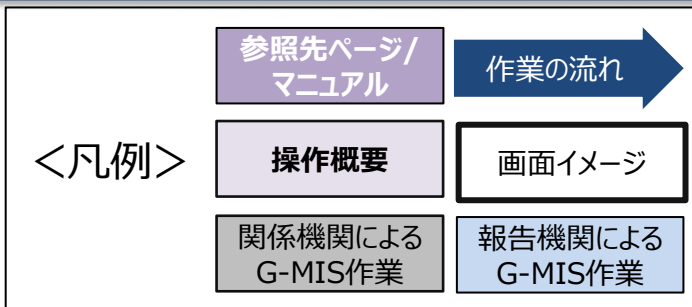 参照先ページ/
マニュアル
作業の流れ
＜凡例＞
操作概要
画面イメージ
関係機関による
G-MIS作業
報告機関による
G-MIS作業